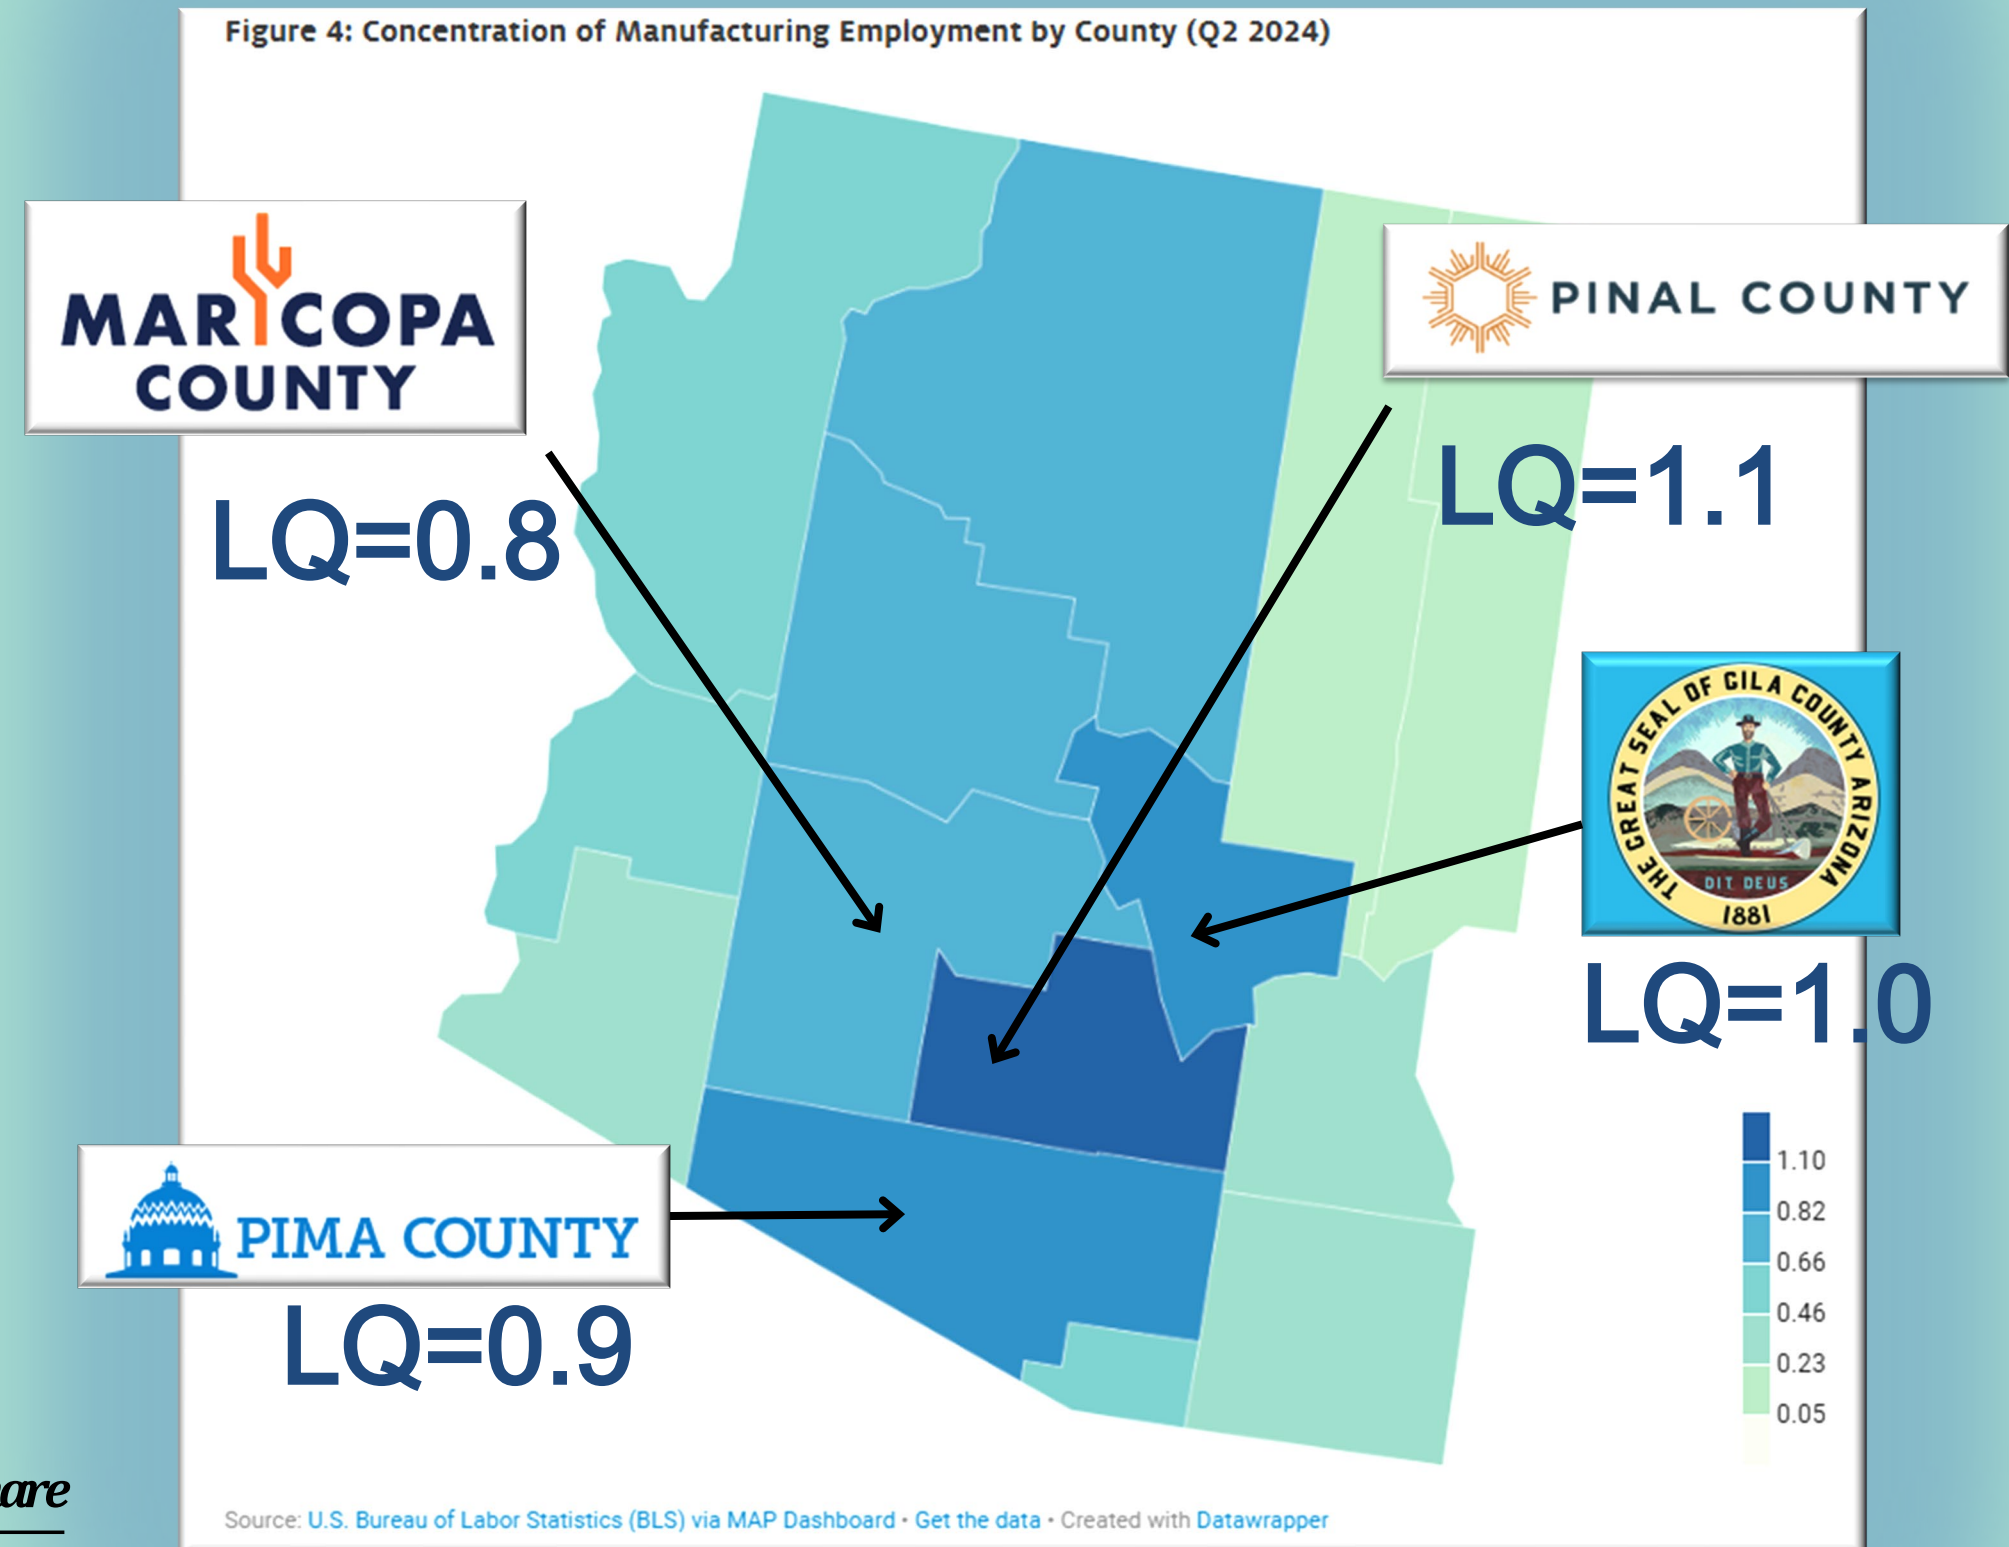 Figure 4: Concentration of Manufacturing Employment by County (Q2 2024)
MARICOPA
COUNTY
LQ=0.8
PINAL COUNTY
LQ=1.1
THE GREAT SEAL OF GILA COUNTY ARIZONA
DIT DEUS
1881
LQ=1.0
PIMA COUNTY
LQ=0.9
1.10
0.82
0.66
0.46
0.23
0.05
Source: U.S. Bureau of Labor Statistics (BLS) via MAP Dashboard • Get the data • Created with Datawrapper